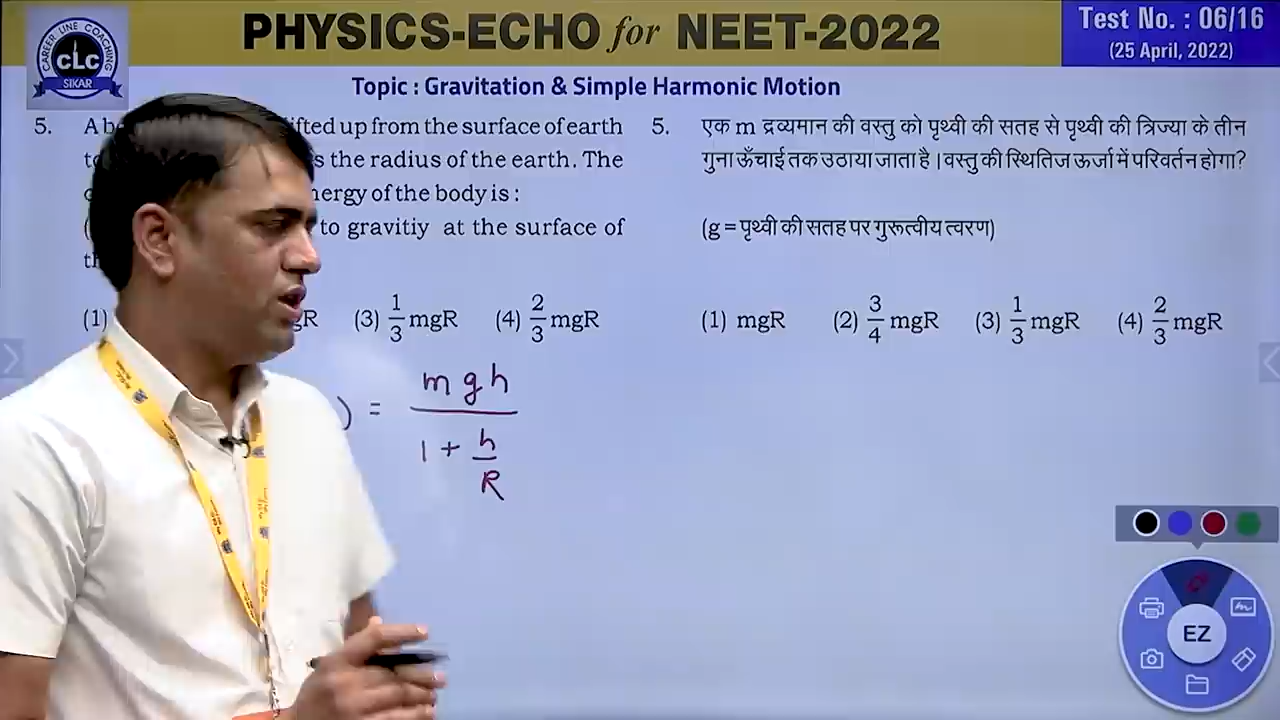 PHYSICS-ECHO for NEET-2022
Test No. : 06/16
(25 April, 2022)
CAREER LINE COACHING
CLC
SIKAR
Topic : Gravitation & Simple Harmonic Motion
5. A lifted up from the surface of earth
the radius of the earth. The
of the body is :
to gravitiy at the surface of
(1) (3) 1/3 mgR (4) 2/3 mgR
) = mgh / 1 + h/R
5. एक m द्रव्यमान की वस्तु को पृथ्वी की सतह से पृथ्वी की त्रिज्या के तीन
गुना ऊँचाई तक उठाया जाता है। वस्तु की स्थितिज ऊर्जा में परिवर्तन होगा?
(g = पृथ्वी की सतह पर गुरूत्वीय त्वरण)
(1) mgR (2) 3/4 mgR (3) 1/3 mgR (4) 2/3 mgR
EZ